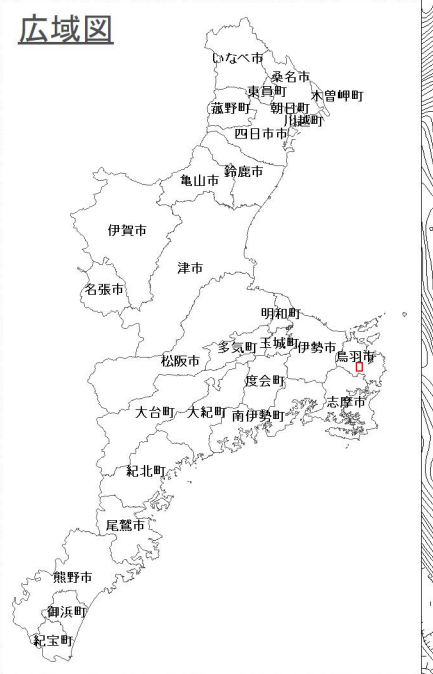 広域図
いなべ市
桑名市
東員町
木曽岬町
菰野町
朝日町
川越町
四日市市
鈴鹿市
亀山市
伊賀市
津市
名張市
明和町
多気町
玉城町
伊勢市
鳥羽市
松阪市
度会町
志摩市
大台町
大紀町
南伊勢町
紀北町
尾鷲市
熊野市
御浜町
紀宝町